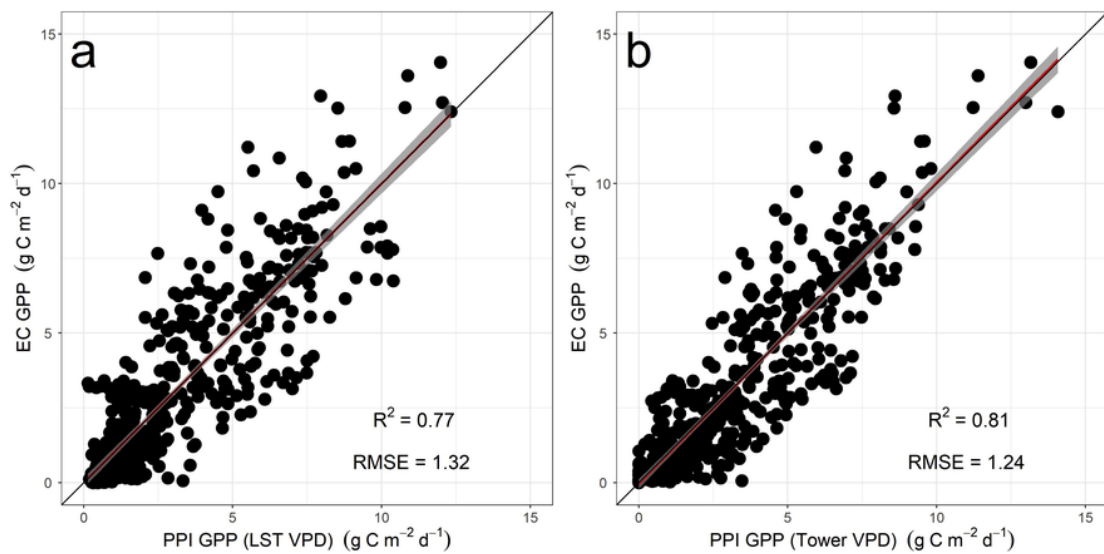 a
15
10
5
0
EC GPP (g C m⁻² d⁻¹)
R² = 0.77
RMSE = 1.32
0 5 10 15
PPI GPP (LST VPD) (g C m⁻² d⁻¹)
b
15
10
5
0
EC GPP (g C m⁻² d⁻¹)
R² = 0.81
RMSE = 1.24
0 5 10 15
PPI GPP (Tower VPD) (g C m⁻² d⁻¹)